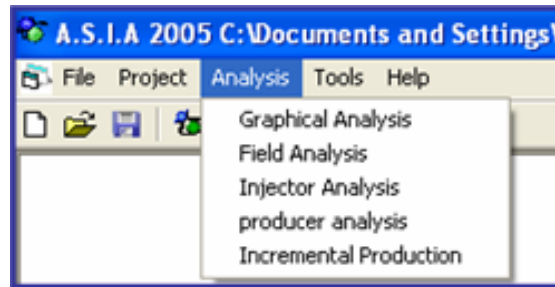 A.S.I.A 2005 C:\Documents and Settings\
File Project Analysis Tools Help
Graphical Analysis
Field Analysis
Injector Analysis
producer analysis
Incremental Production